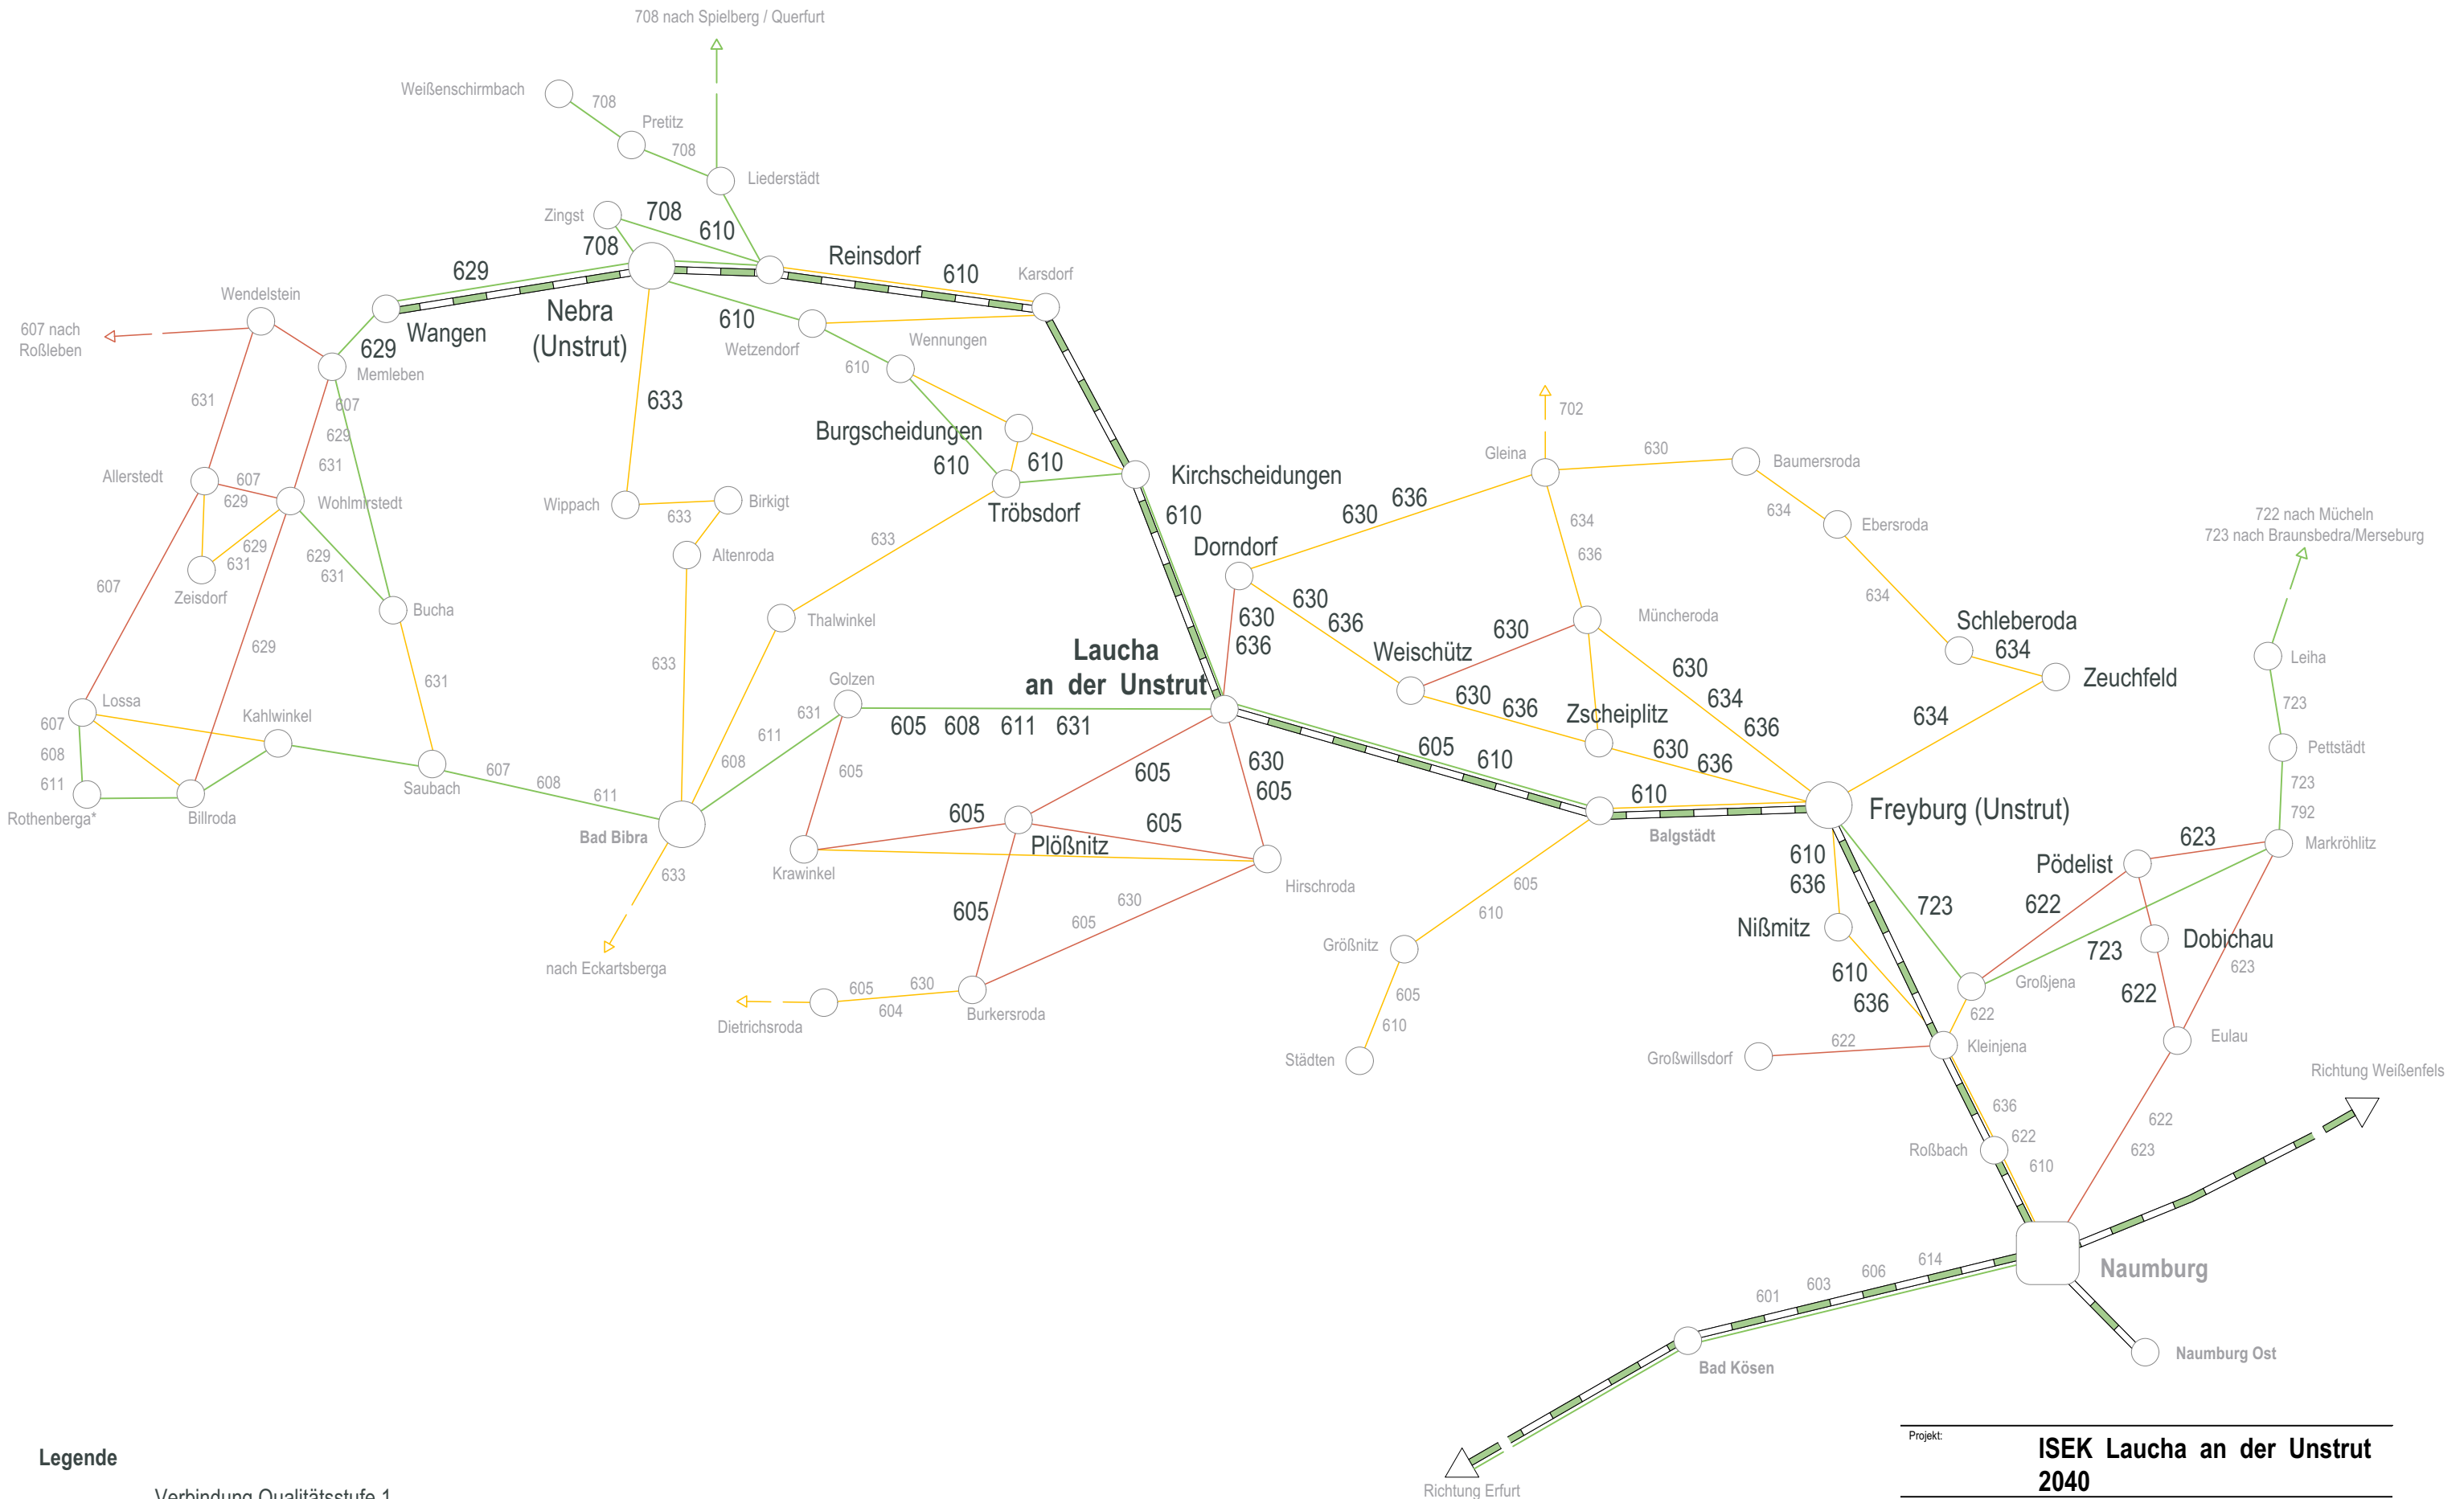 708 nach Spielberg / Querfurt
Weißenschirmbach
708
Pretitz
708
Liederstädt
Zingst
708
610
708
Reinsdorf
629
610
Karsdorf
Wendelstein
Nebra
(Unstrut)
607 nach
Roßleben
Wangen
610
629
Wetzendorf
Wennungen
Memleben
610
631
607
633
702
629
Burgscheidungen
Gleina
630
Baumersroda
631
610
610
Kirchscheidungen
Allerstedt
607
629
Wohlmirstedt
Wippach
Birkigt
633
Tröbsdorf
610
630
636
634
Ebersroda
722 nach Mücheln
723 nach Braunsbedra/Merseburg
634
633
Dorndorf
636
629
631
629
631
Altenroda
607
Zeisdorf
Bucha
630
636
634
Thalwinkel
630
636
Müncheroda
Schleberoda
630
634
629
Laucha
an der Unstrut
Weischütz
633
630
Leiha
Zeuchfeld
631
Golzen
630
636
634
723
Lossa
Kahlwinkel
631
605 608 611 631
Zscheiplitz
636
634
607
611
605
630
636
Pettstädt
608
608
605
630
605
610
611
607
608
611
605
610
723
Saubach
Rothenberga*
Billroda
Bad Bibra
605
605
Balgstädt
Freyburg (Unstrut)
792
623
Markröhlitz
Plößnitz
610
636
Pödelist
633
Krawinkel
605
Hirschroda
605
630
605
610
723
622
Nißmitz
Größnitz
Dobichau
723
623
nach Eckartsberga
610
636
605
630
604
605
610
Großjena
622
622
Dietrichsroda
Burkersroda
Städten
Großwillsdorf
622
Kleinjena
Eulau
Richtung Weißenfels
636
622
610
622
623
Roßbach
614
606
603
601
Naumburg
Bad Kösen
Naumburg Ost
Projekt:
ISEK Laucha an der Unstrut
2040
Legende
Richtung Erfurt
Verbindung Qualitätsstufe 1